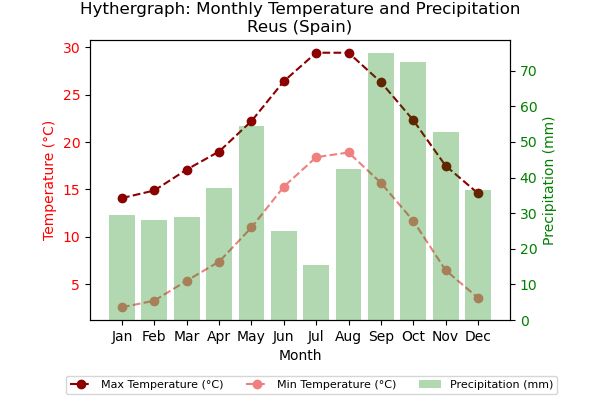 Hythergraph: Monthly Temperature and Precipitation
Reus (Spain)
30
25
20
15
10
5
Temperature (°C)
70
60
50
40
30
20
10
0
Precipitation (mm)
Jan Feb Mar Apr May Jun Jul Aug Sep Oct Nov Dec
Month
Max Temperature (°C) Min Temperature (°C) Precipitation (mm)